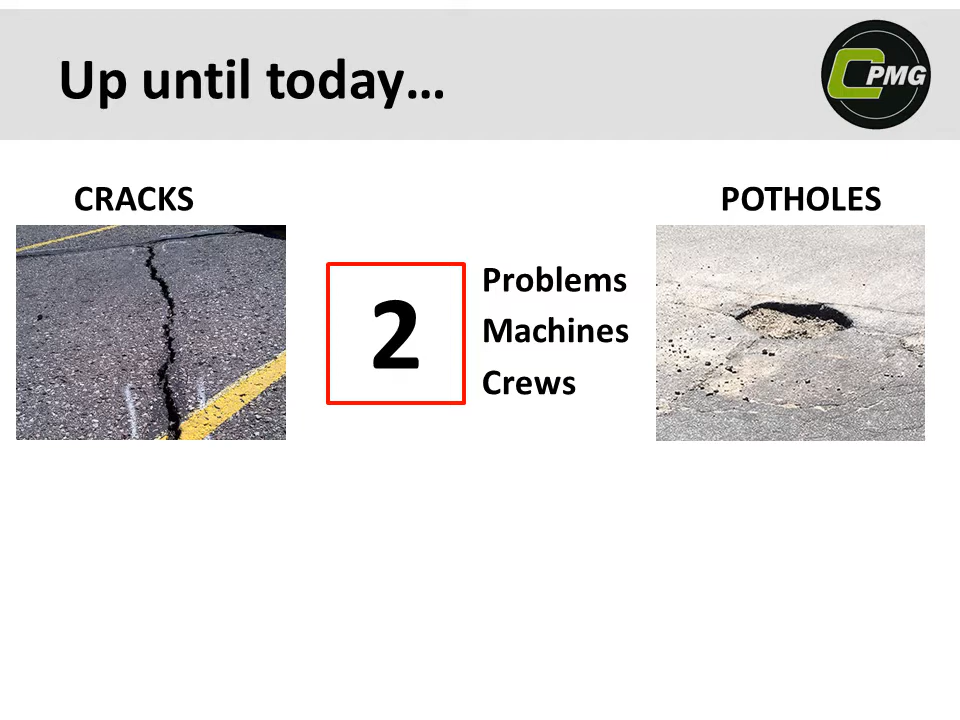 Up until today...
CPMG
CRACKS
POTHOLES
2
Problems
Machines
Crews